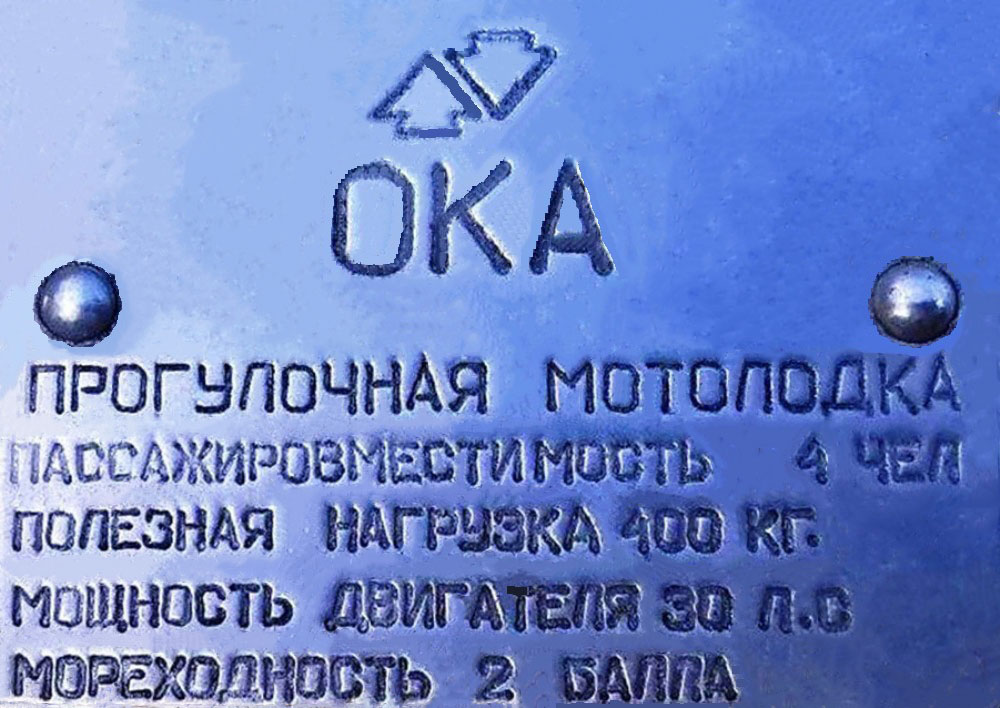 ОКА
ПРОГУЛОЧНАЯ МОТОЛОДКА
ПАССАЖИРОВМЕСТИМОСТЬ 4 ЧЕЛ
ПОЛЕЗНАЯ НАГРУЗКА 400 КГ.
МОЩНОСТЬ ДВИГАТЕЛЯ 30 Л.С
МОРЕХОДНОСТЬ 2 БАЛЛА